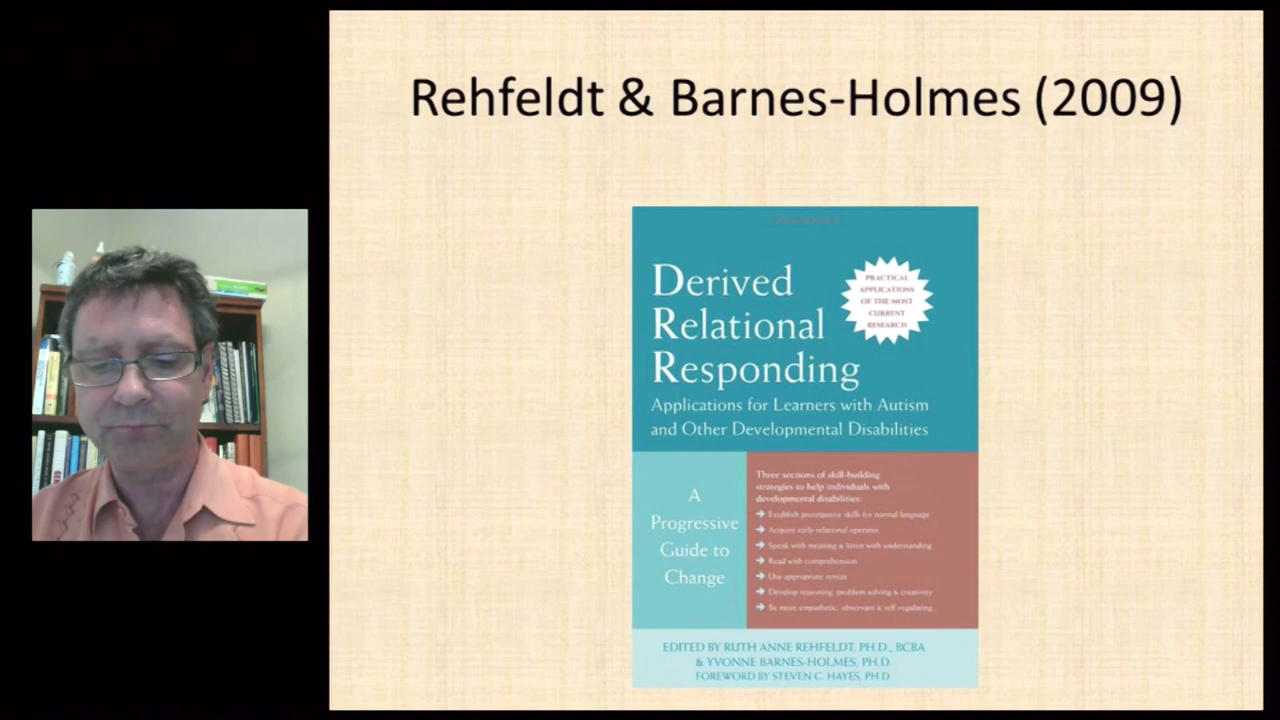 Rehfeldt & Barnes-Holmes (2009)
Derived
Relational
Responding
PRACTICAL
APPLICATIONS
OF THE MOST
CURRENT
RESEARCH
Applications for Learners with Autism
and Other Developmental Disabilities
A
Progressive
Guide to
Change
Three sections of skill-building
strategies to help individuals with
developmental disabilities:
➔ Establish prerequisite skills for normal language
➔ Acquire early relational operants
➔ Speak with meaning & listen with understanding
➔ Read with comprehension
➔ Use appropriate syntax
➔ Develop reasoning, problem solving & creativity
➔ Be more empathetic, observant & self-regulating
EDITED BY RUTH ANNE REHFELDT, PH.D., BCBA
& YVONNE BARNES-HOLMES, PH.D.
FOREWORD BY STEVEN C. HAYES, PH.D.